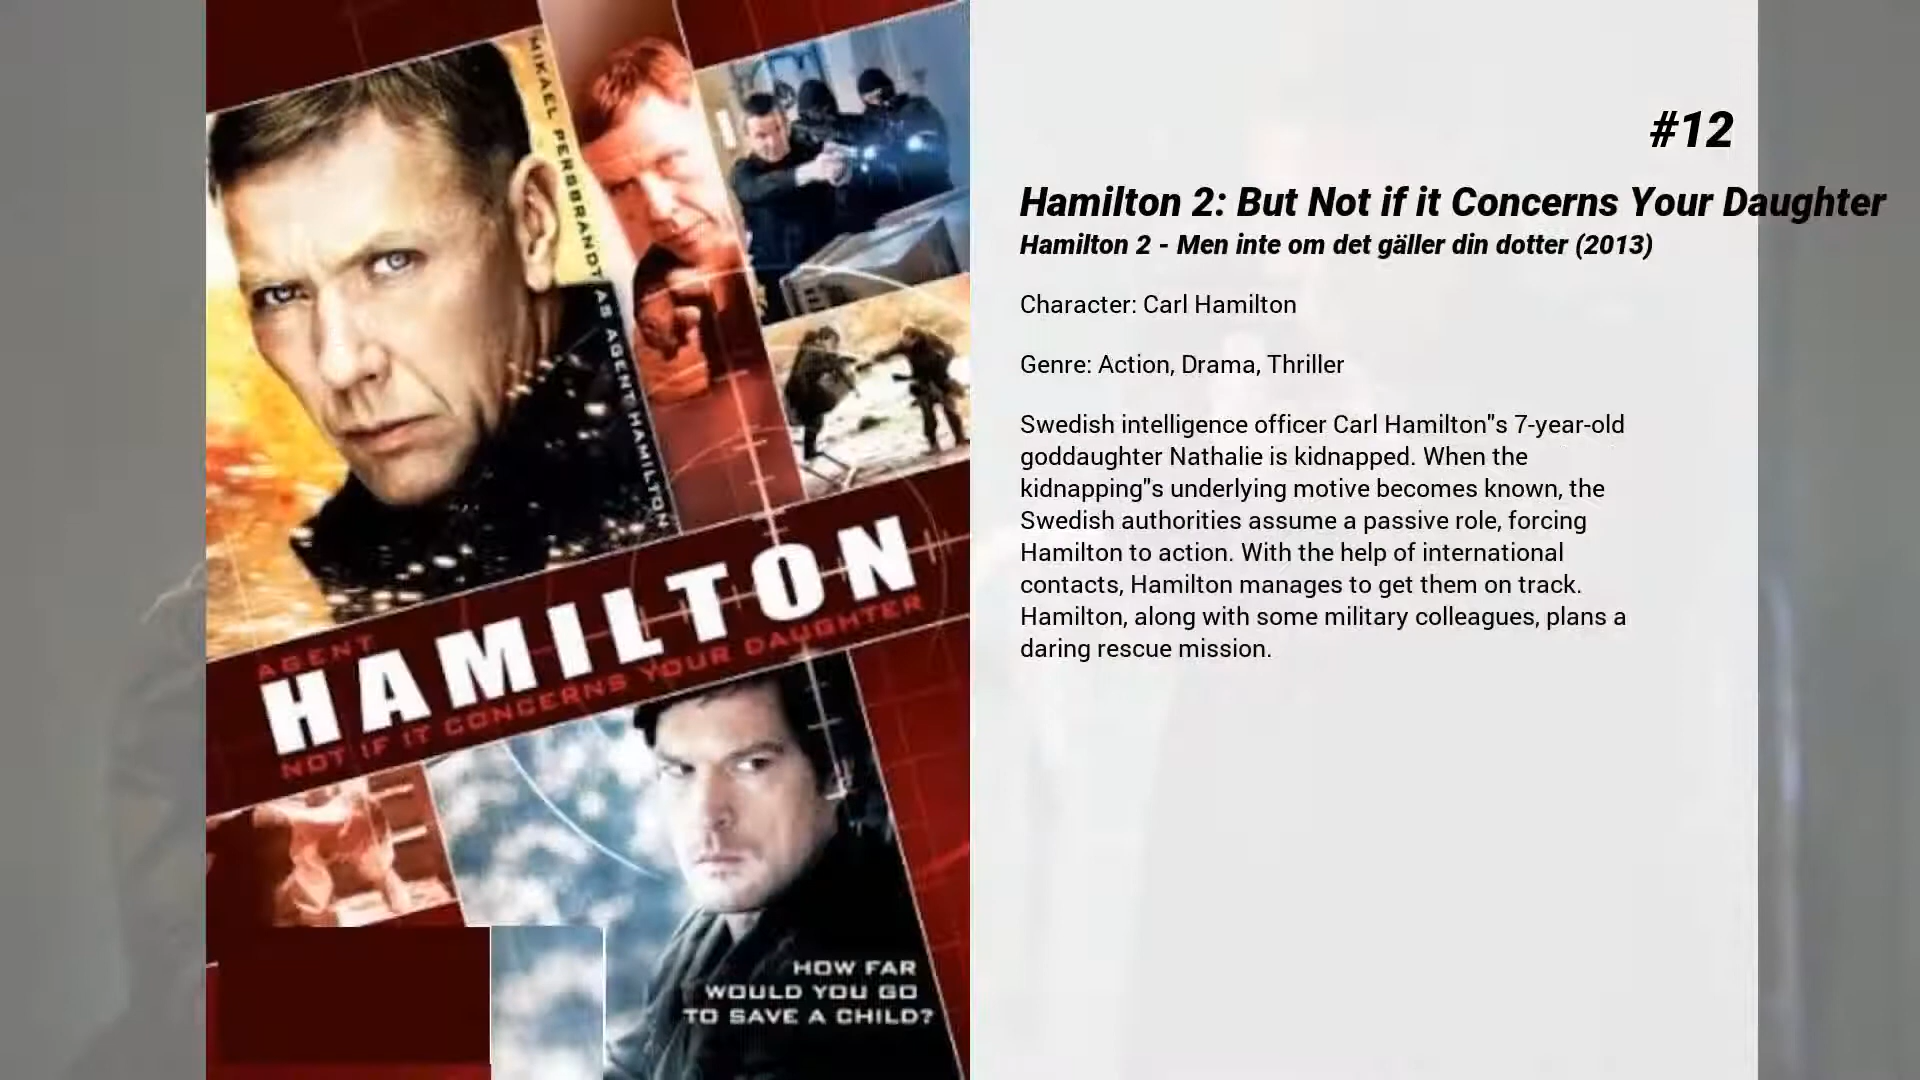 MIKAEL PERSBRANDT AS AGENT HAMILTON
AGENT
HAMILTON
NOT IF IT CONCERNS YOUR DAUGHTER
HOW FAR
WOULD YOU GO
TO SAVE A CHILD?
#12
Hamilton 2: But Not if it Concerns Your Daughter
Hamilton 2 - Men inte om det gäller din dotter (2013)
Character: Carl Hamilton
Genre: Action, Drama, Thriller
Swedish intelligence officer Carl Hamilton"s 7-year-old
goddaughter Nathalie is kidnapped. When the
kidnapping"s underlying motive becomes known, the
Swedish authorities assume a passive role, forcing
Hamilton to action. With the help of international
contacts, Hamilton manages to get them on track.
Hamilton, along with some military colleagues, plans a
daring rescue mission.